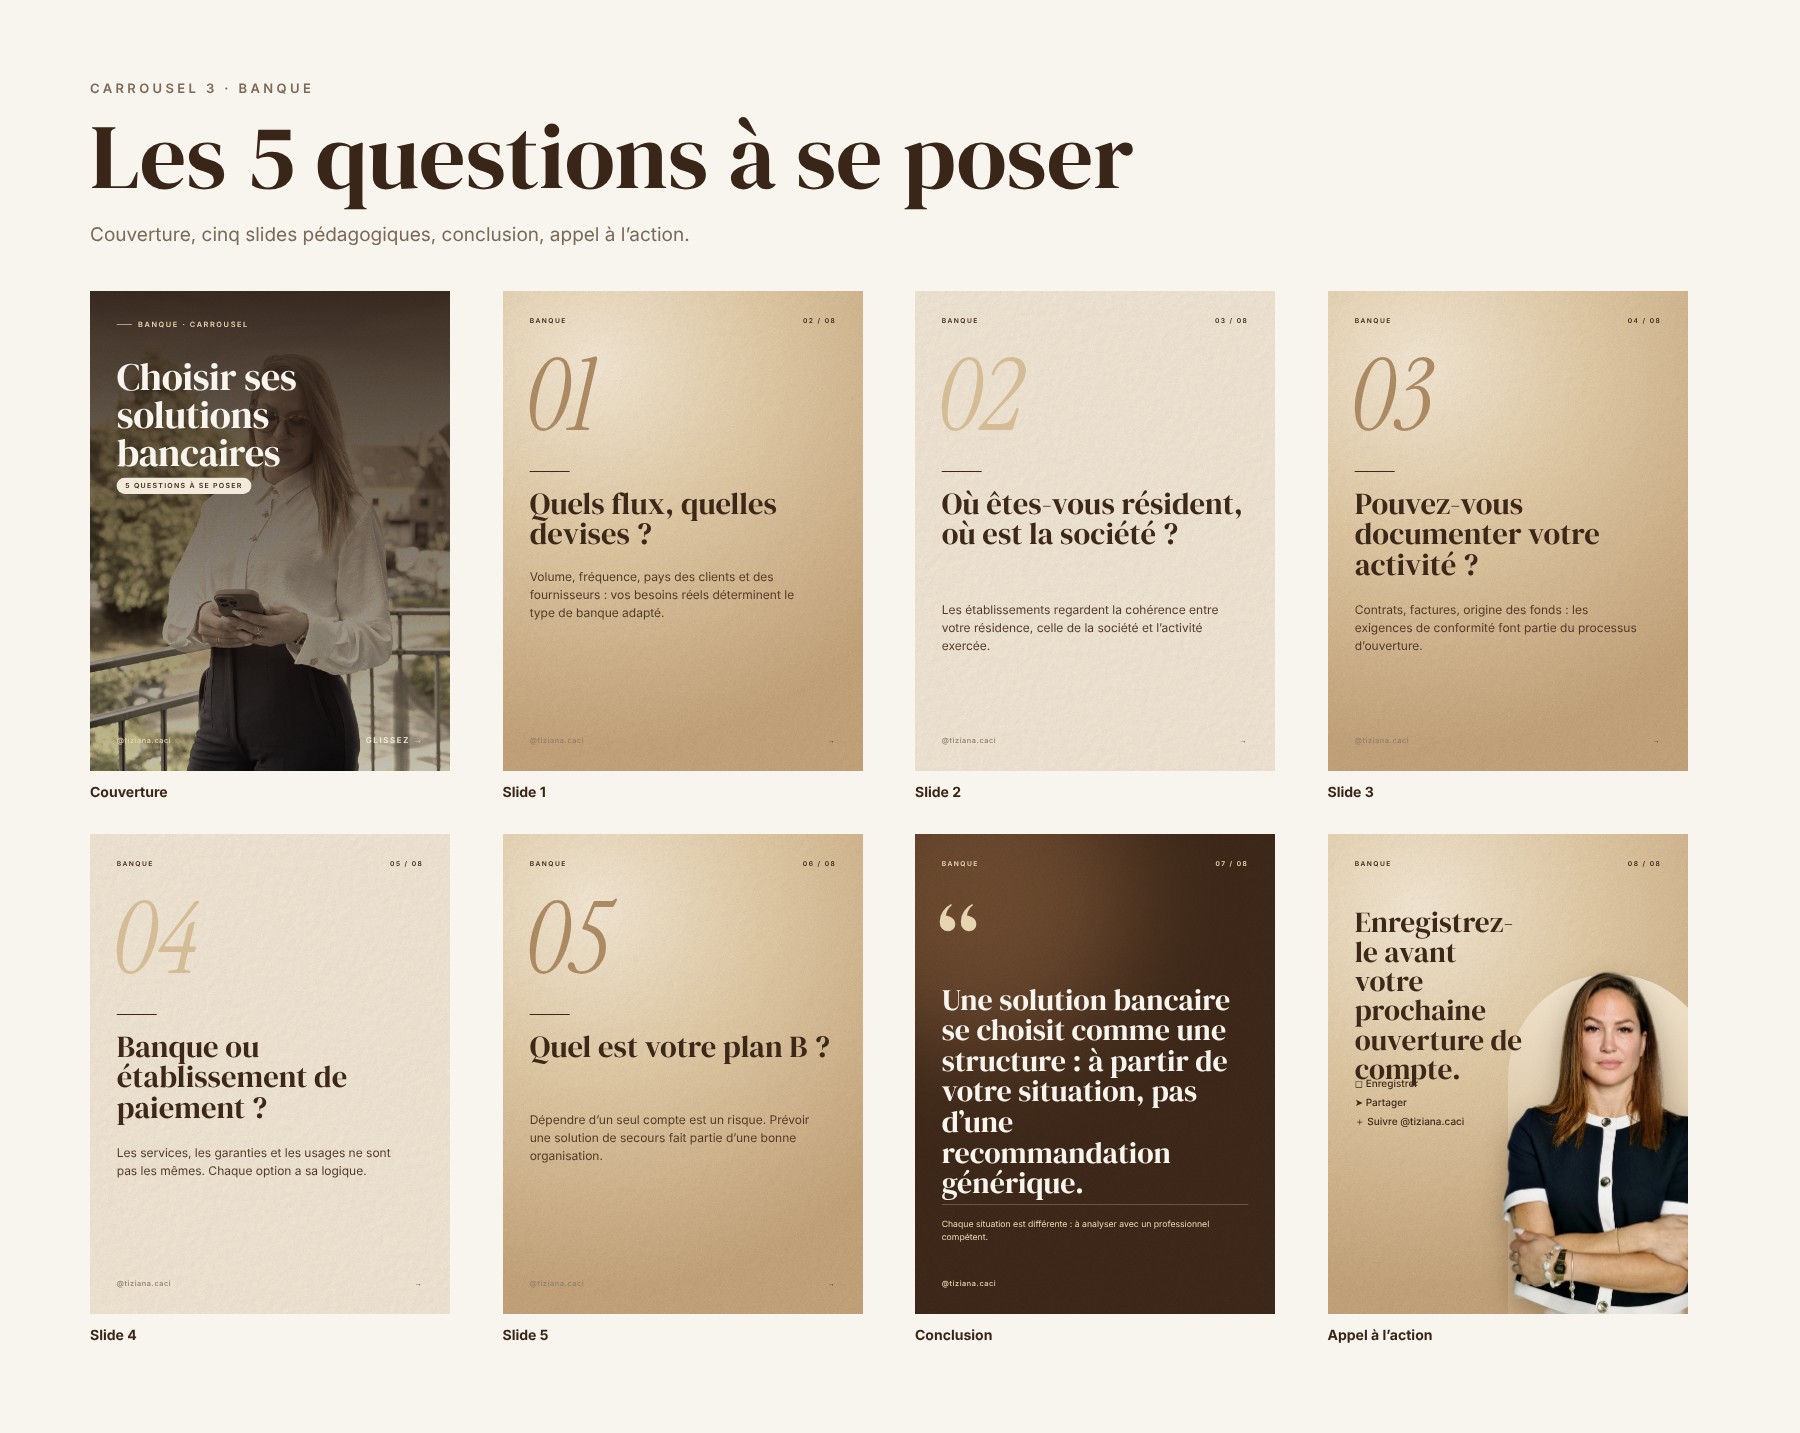 CARROUSEL 3 · BANQUE
Les 5 questions à se poser
Couverture, cinq slides pédagogiques, conclusion, appel à l’action.
BANQUE · CARROUSEL
Choisir ses
solutions
bancaires
5 QUESTIONS À SE POSER
@tiziana.caci
GLISSEZ →
Couverture
BANQUE
02 / 08
01
Quels flux, quelles
devises ?
Volume, fréquence, pays des clients et des
fournisseurs : vos besoins réels déterminent le
type de banque adapté.
@tiziana.caci
→
Slide 1
BANQUE
03 / 08
02
Où êtes-vous résident,
où est la société ?
Les établissements regardent la cohérence entre
votre résidence, celle de la société et l’activité
exercée.
@tiziana.caci
→
Slide 2
BANQUE
04 / 08
03
Pouvez-vous
documenter votre
activité ?
Contrats, factures, origine des fonds : les
exigences de conformité font partie du processus
d’ouverture.
@tiziana.caci
→
Slide 3
BANQUE
05 / 08
04
Banque ou
établissement de
paiement ?
Les services, les garanties et les usages ne sont
pas les mêmes. Chaque option a sa logique.
@tiziana.caci
→
Slide 4
BANQUE
06 / 08
05
Quel est votre plan B ?
Dépendre d’un seul compte est un risque. Prévoir
une solution de secours fait partie d’une bonne
organisation.
@tiziana.caci
→
Slide 5
BANQUE
07 / 08
“
Une solution bancaire
se choisit comme une
structure : à partir de
votre situation, pas
d’une
recommandation
générique.
Chaque situation est différente : à analyser avec un professionnel
compétent.
@tiziana.caci
Conclusion
BANQUE
08 / 08
Enregistrez-
le avant
votre
prochaine
ouverture de
compte.
◻ Enregistrer
➤ Partager
+ Suivre @tiziana.caci
Appel à l’action